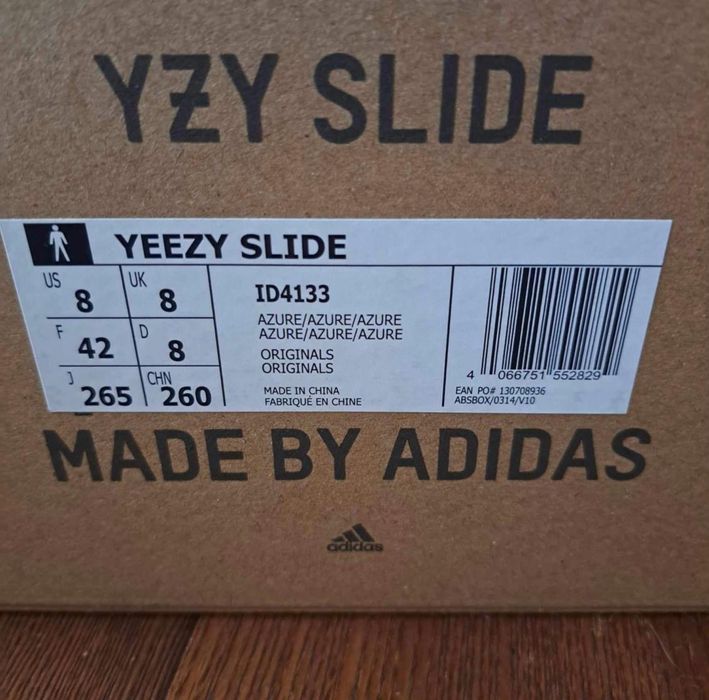 YZY SLIDE
YEEZY SLIDE
US 8 UK 8
F 42 D 8
J 265 CHN 260
ID4133
AZURE/AZURE/AZURE
AZURE/AZURE/AZURE
ORIGINALS
ORIGINALS
MADE IN CHINA
FABRIQUÉ EN CHINE
4 066751 552829
EAN PO# 130708936
ABSBOX/0314/V10
MADE BY ADIDAS
adidas